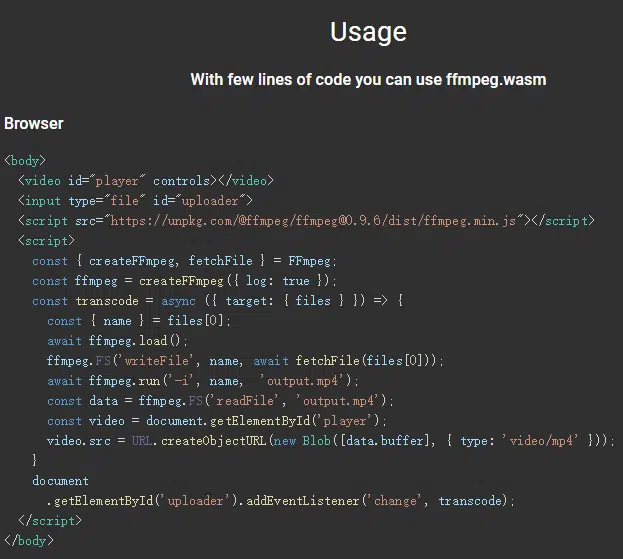 Usage
With few lines of code you can use ffmpeg.wasm
Browser
<body>
  <video id="player" controls></video>
  <input type="file" id="uploader">
  <script src="https://unpkg.com/@ffmpeg/ffmpeg@0.9.6/dist/ffmpeg.min.js"></script>
  <script>
    const { createFFmpeg, fetchFile } = FFmpeg;
    const ffmpeg = createFFmpeg({ log: true });
    const transcode = async ({ target: { files } }) => {
      const { name } = files[0];
      await ffmpeg.load();
      ffmpeg.FS('writeFile', name, await fetchFile(files[0]));
      await ffmpeg.run('-i', name,  'output.mp4');
      const data = ffmpeg.FS('readFile', 'output.mp4');
      const video = document.getElementById('player');
      video.src = URL.createObjectURL(new Blob([data.buffer], { type: 'video/mp4' }));
    }
    document
      .getElementById('uploader').addEventListener('change', transcode);
  </script>
</body>